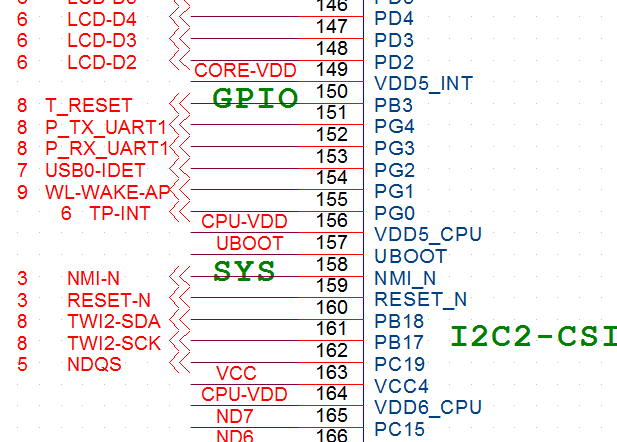 146
6 LCD-D4 PD4
147
6 LCD-D3 PD3
148
6 LCD-D2 PD2
CORE-VDD 149
VDD5_INT
GPIO 150
8 T_RESET PB3
151
8 P_TX_UART1 PG4
152
8 P_RX_UART1 PG3
153
7 USB0-IDET PG2
154
9 WL-WAKE-AP PG1
155
6 TP-INT PG0
CPU-VDD 156
VDD5_CPU
UBOOT 157
UBOOT
SYS 158
3 NMI-N NMI_N
159
3 RESET-N RESET_N
160
8 TWI2-SDA PB18
161 I2C2-CSI
8 TWI2-SCK PB17
162
5 NDQS PC19
VCC 163
VCC4
CPU-VDD 164
VDD6_CPU
ND7 165
PC15
ND6 166